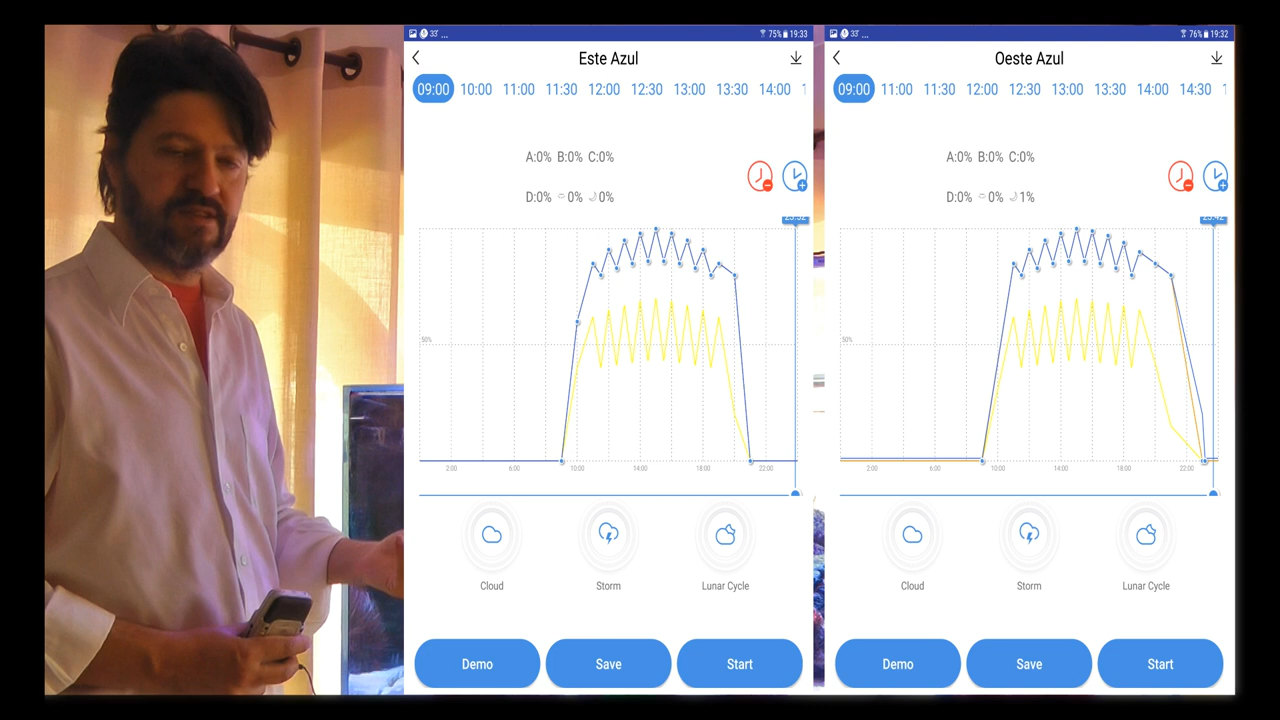 33° ... 75% 19:33
Este Azul
09:00 10:00 11:00 11:30 12:00 12:30 13:00 13:30 14:00
A:0% B:0% C:0%
D:0% 0% 0%
50%
2:00 6:00 10:00 14:00 18:00 22:00
Cloud Storm Lunar Cycle
Demo Save Start
33° ... 76% 19:32
Oeste Azul
09:00 11:00 11:30 12:00 12:30 13:00 13:30 14:00 14:30
A:0% B:0% C:0%
D:0% 0% 1%
50%
2:00 6:00 10:00 14:00 18:00 22:00
Cloud Storm Lunar Cycle
Demo Save Start